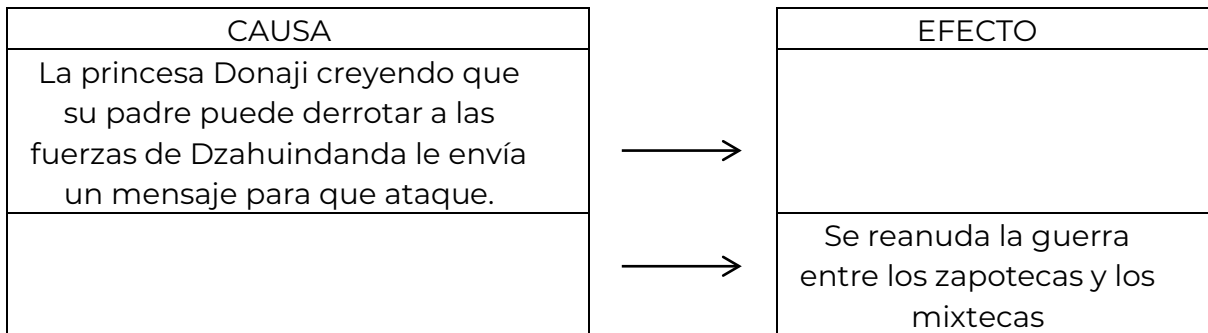 CAUSA
La princesa Donaji creyendo que
su padre puede derrotar a las
fuerzas de Dzahuindanda le envía
un mensaje para que ataque.
EFECTO
Se reanuda la guerra
entre los zapotecas y los
mixtecas